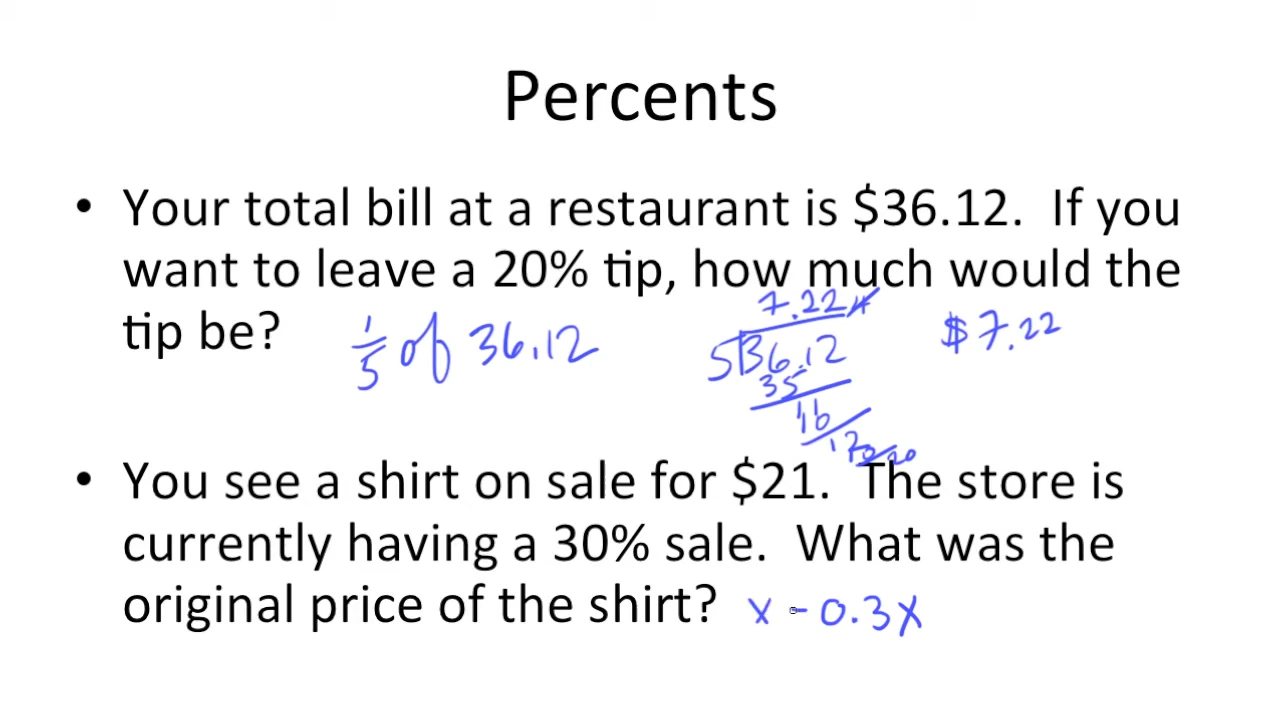 Percents
• Your total bill at a restaurant is $36.12. If you
want to leave a 20% tip, how much would the
7.22
tip be? 1/5 of 36.12 5)36.12 $7.22
35
16
17
20
• You see a shirt on sale for $21. The store is
currently having a 30% sale. What was the
original price of the shirt? x - 0.3x